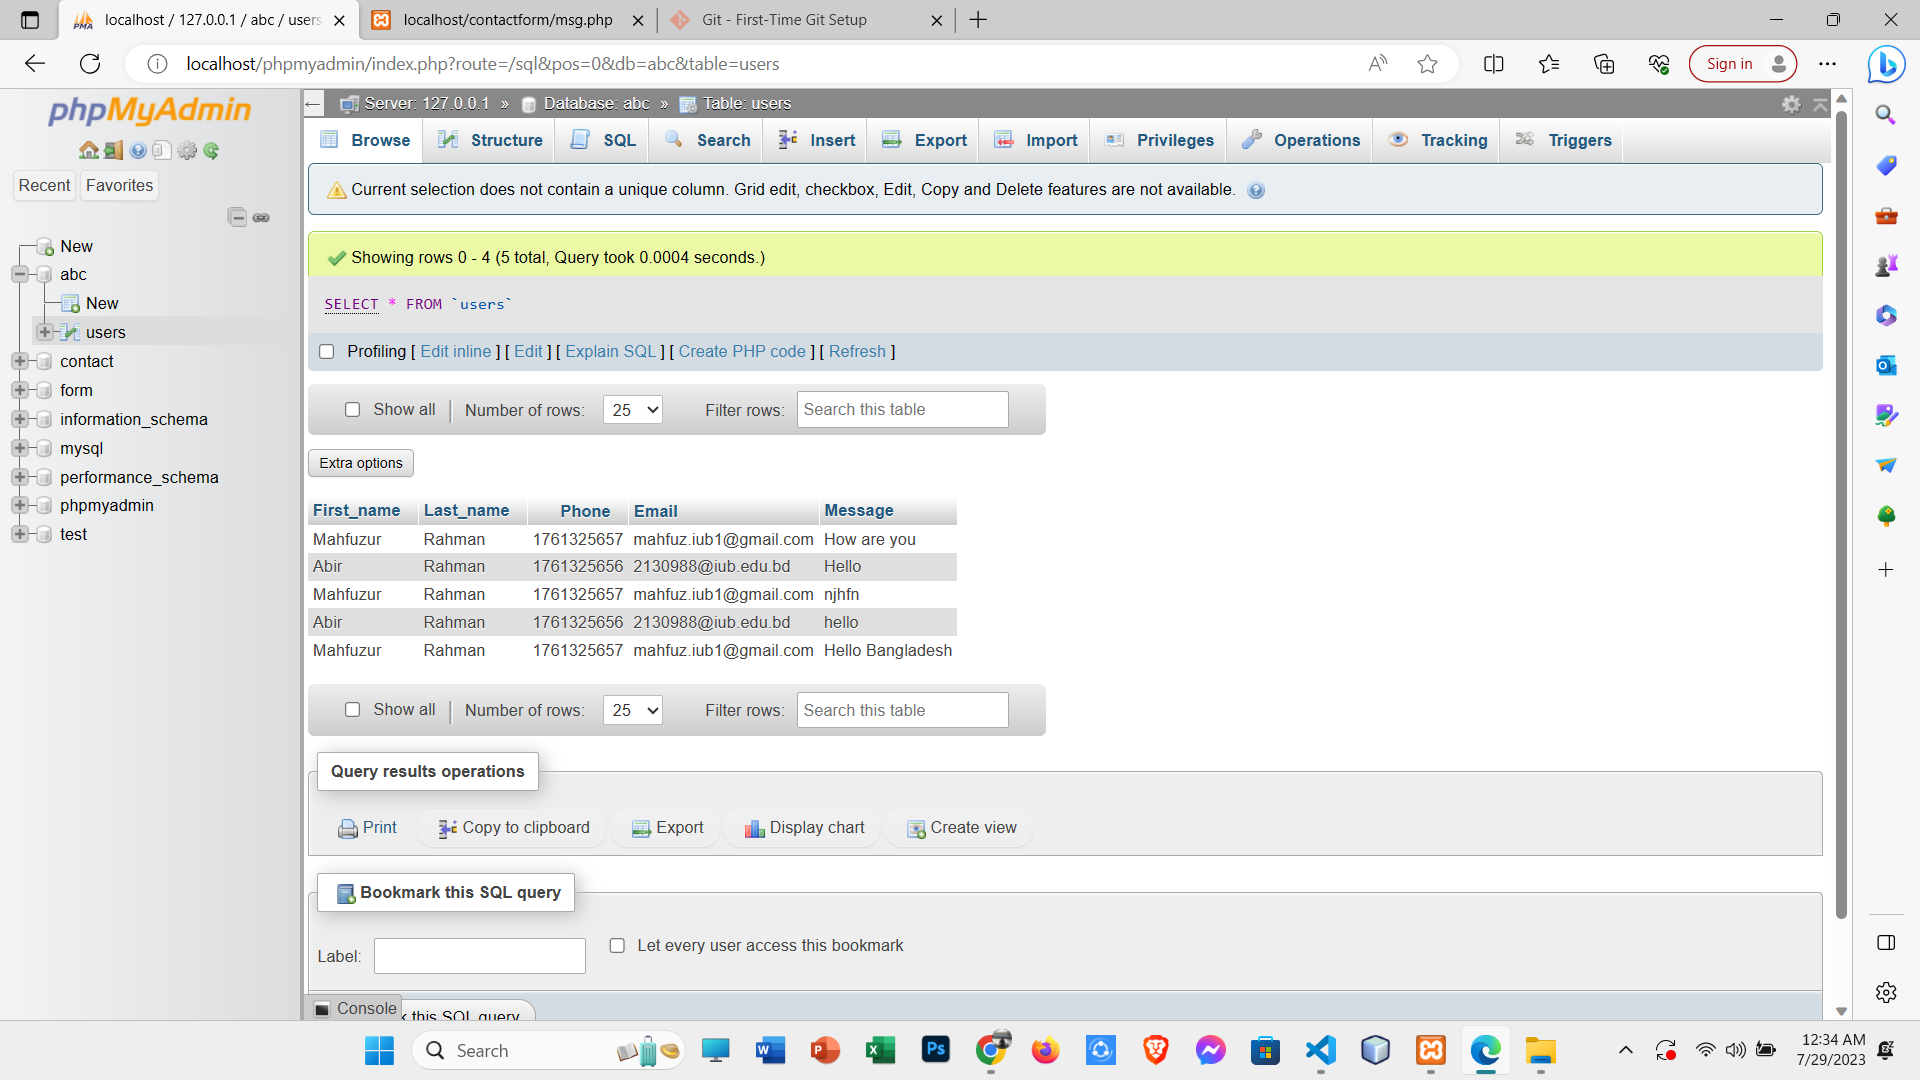 localhost / 127.0.0.1 / abc / users
localhost/contactform/msg.php
Git - First-Time Git Setup
localhost/phpmyadmin/index.php?route=/sql&pos=0&db=abc&table=users
Sign in
phpMyAdmin
Recent
Favorites
New
abc
New
users
contact
form
information_schema
mysql
performance_schema
phpmyadmin
test
Server: 127.0.0.1 » Database: abc » Table: users
Browse Structure SQL Search Insert Export Import Privileges Operations Tracking Triggers
Current selection does not contain a unique column. Grid edit, checkbox, Edit, Copy and Delete features are not available.
Showing rows 0 - 4 (5 total, Query took 0.0004 seconds.)
SELECT * FROM `users`
Profiling [ Edit inline ] [ Edit ] [ Explain SQL ] [ Create PHP code ] [ Refresh ]
Show all | Number of rows: 25 Filter rows: Search this table
Extra options
First_name Last_name Phone Email Message
Mahfuzur Rahman 1761325657 mahfuz.iub1@gmail.com How are you
Abir Rahman 1761325656 2130988@iub.edu.bd Hello
Mahfuzur Rahman 1761325657 mahfuz.iub1@gmail.com njhfn
Abir Rahman 1761325656 2130988@iub.edu.bd hello
Mahfuzur Rahman 1761325657 mahfuz.iub1@gmail.com Hello Bangladesh
Show all | Number of rows: 25 Filter rows: Search this table
Query results operations
Print Copy to clipboard Export Display chart Create view
Bookmark this SQL query
Label: Let every user access this bookmark
Console
k this SQL query
Search
12:34 AM
7/29/2023